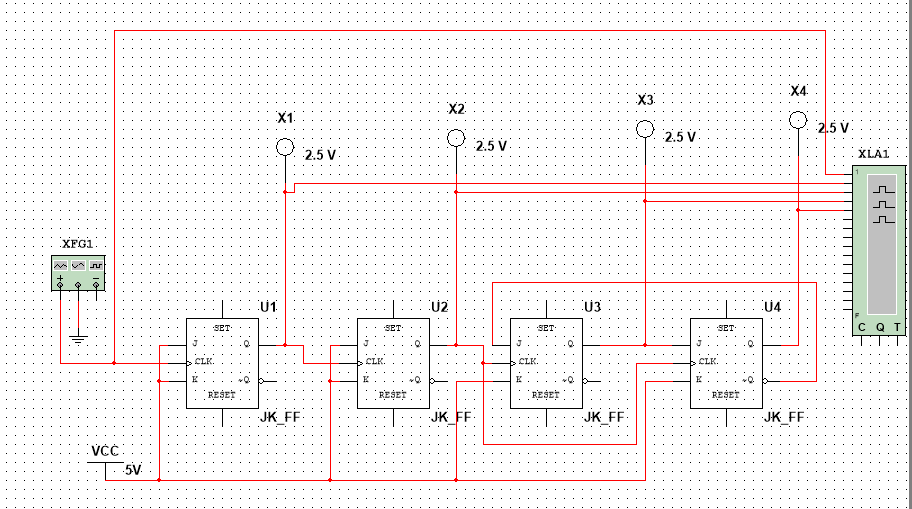 X1
2.5 V
X2
2.5 V
X3
2.5 V
X4
2.5 V
XLA1
1
F
C Q T
XFG1
+
−
U1
SET
J Q
CLK
K ~Q
RESET
JK_FF
U2
SET
J Q
CLK
K ~Q
RESET
JK_FF
U3
SET
J Q
CLK
K ~Q
RESET
JK_FF
U4
SET
J Q
CLK
K ~Q
RESET
JK_FF
VCC
5V